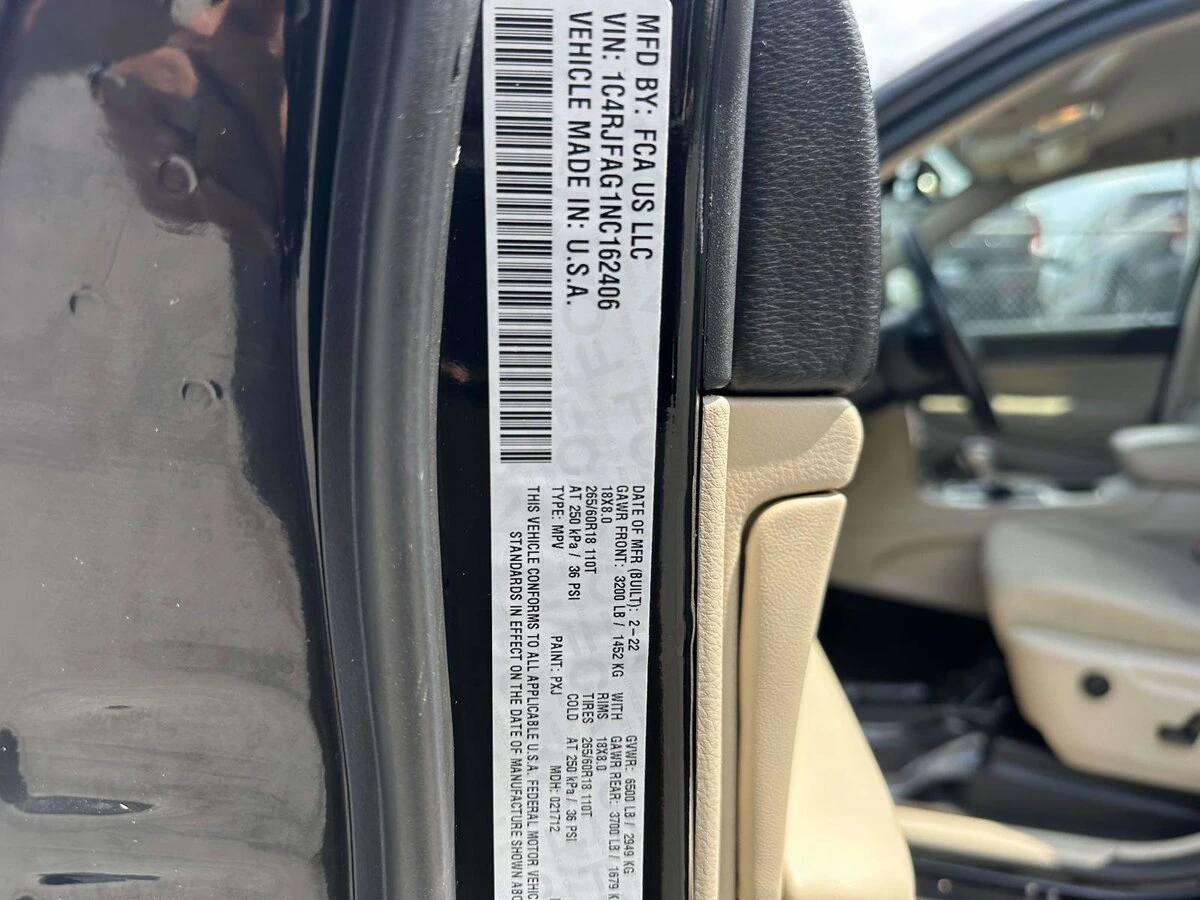 MFD BY: FCA US LLC
VIN: 1C4RJFAG1NC162406
VEHICLE MADE IN: U.S.A.
DATE OF MFR (BUILT): 2-22 GVWR: 6500 LB / 2949 KG
GAWR FRONT: 3200 LB / 1452 KG WITH GAWR REAR: 3700 LB / 1679 K
18X8.0 RIMS 18X8.0
265/60R18 110T TIRES 265/60R18 110T
AT 250 kPa / 36 PSI COLD AT 250 kPa / 36 PSI
TYPE: MPV PAINT: PXJ MDH: 021712
THIS VEHICLE CONFORMS TO ALL APPLICABLE U.S.A. FEDERAL MOTOR VEHIC
STANDARDS IN EFFECT ON THE DATE OF MANUFACTURE SHOWN ABO